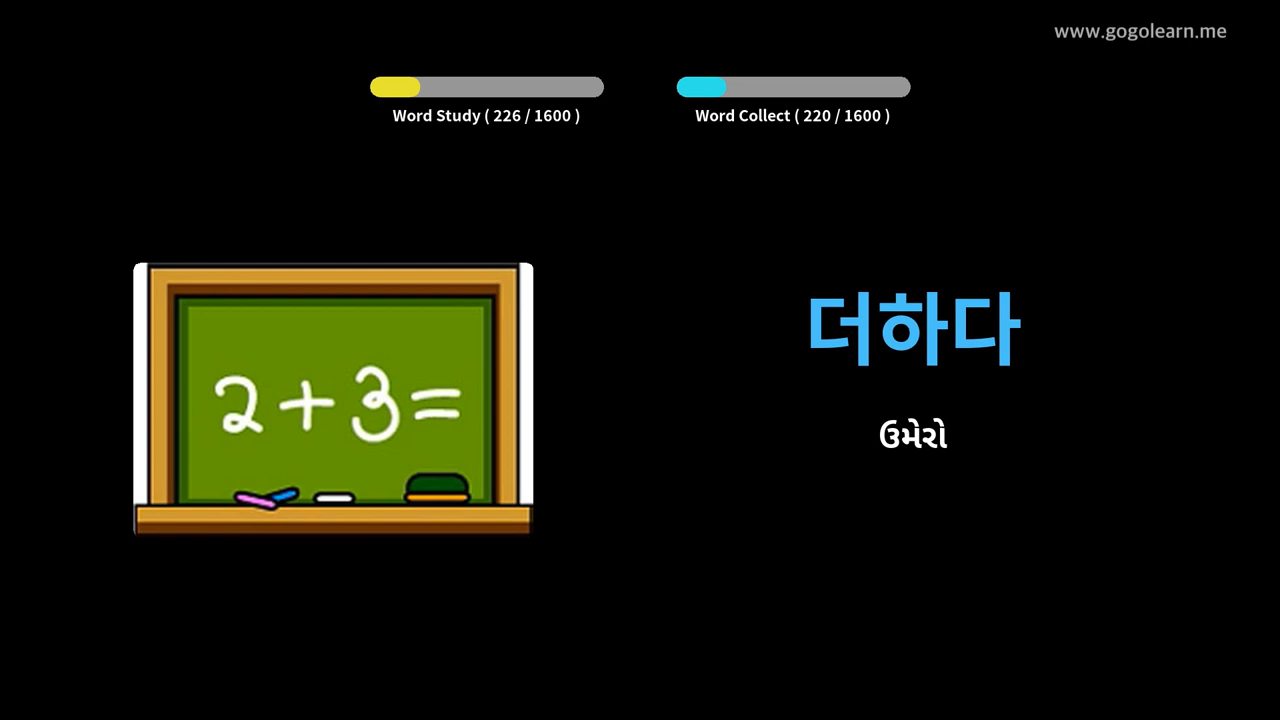 www.gogolearn.me
Word Study ( 226 / 1600 )
Word Collect ( 220 / 1600 )
2+3=
더하다
ઉમેરો